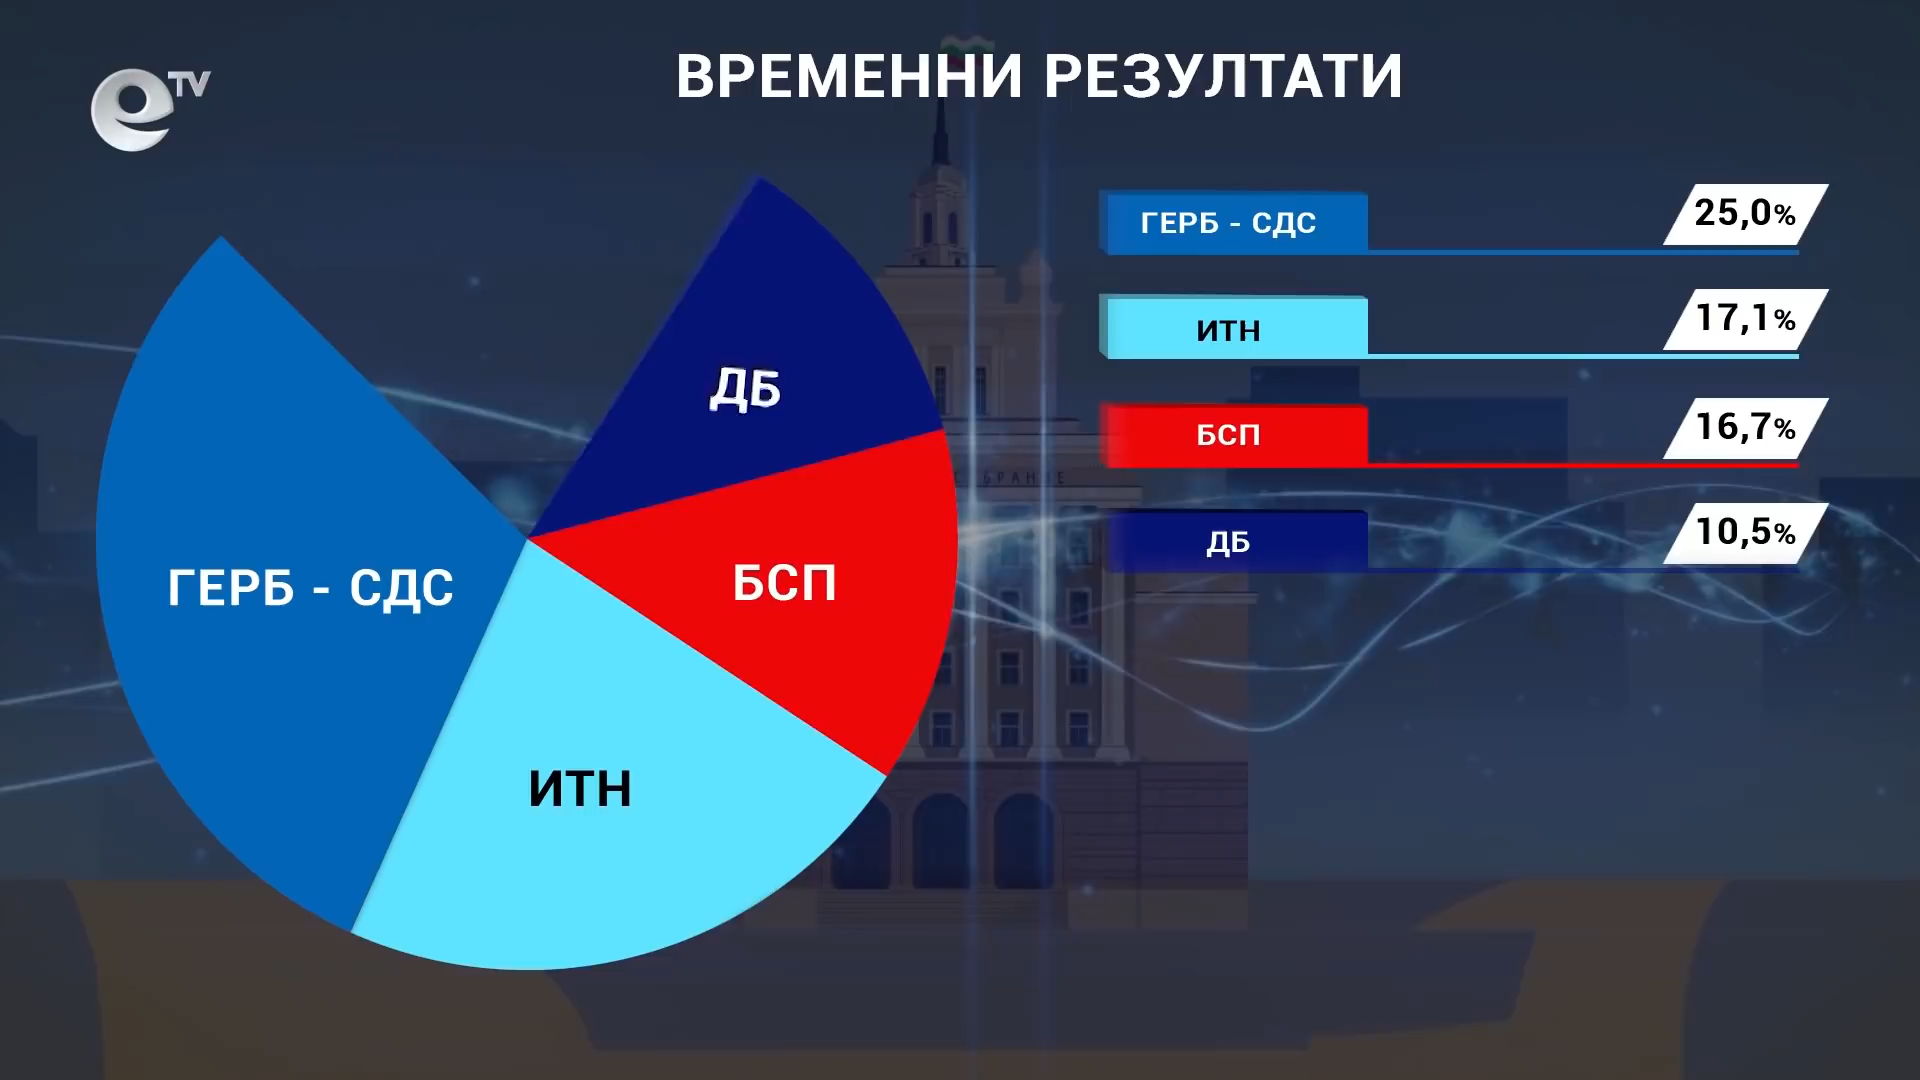 eTV
ВРЕМЕННИ РЕЗУЛТАТИ
ГЕРБ - СДС 25,0%
ИТН 17,1%
БСП 16,7%
ДБ 10,5%
ДБ
БСП
ГЕРБ - СДС
ИТН